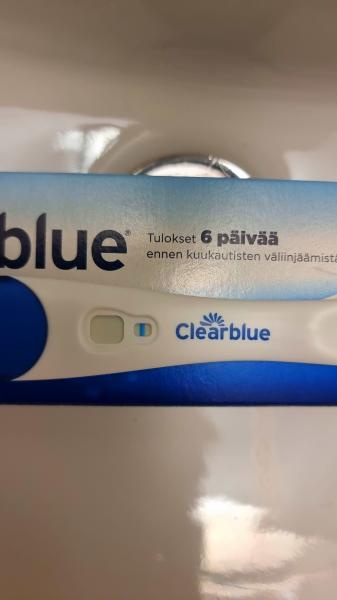 blue®
Tulokset 6 päivää
ennen kuukautisten väliinjäämistä
Clearblue